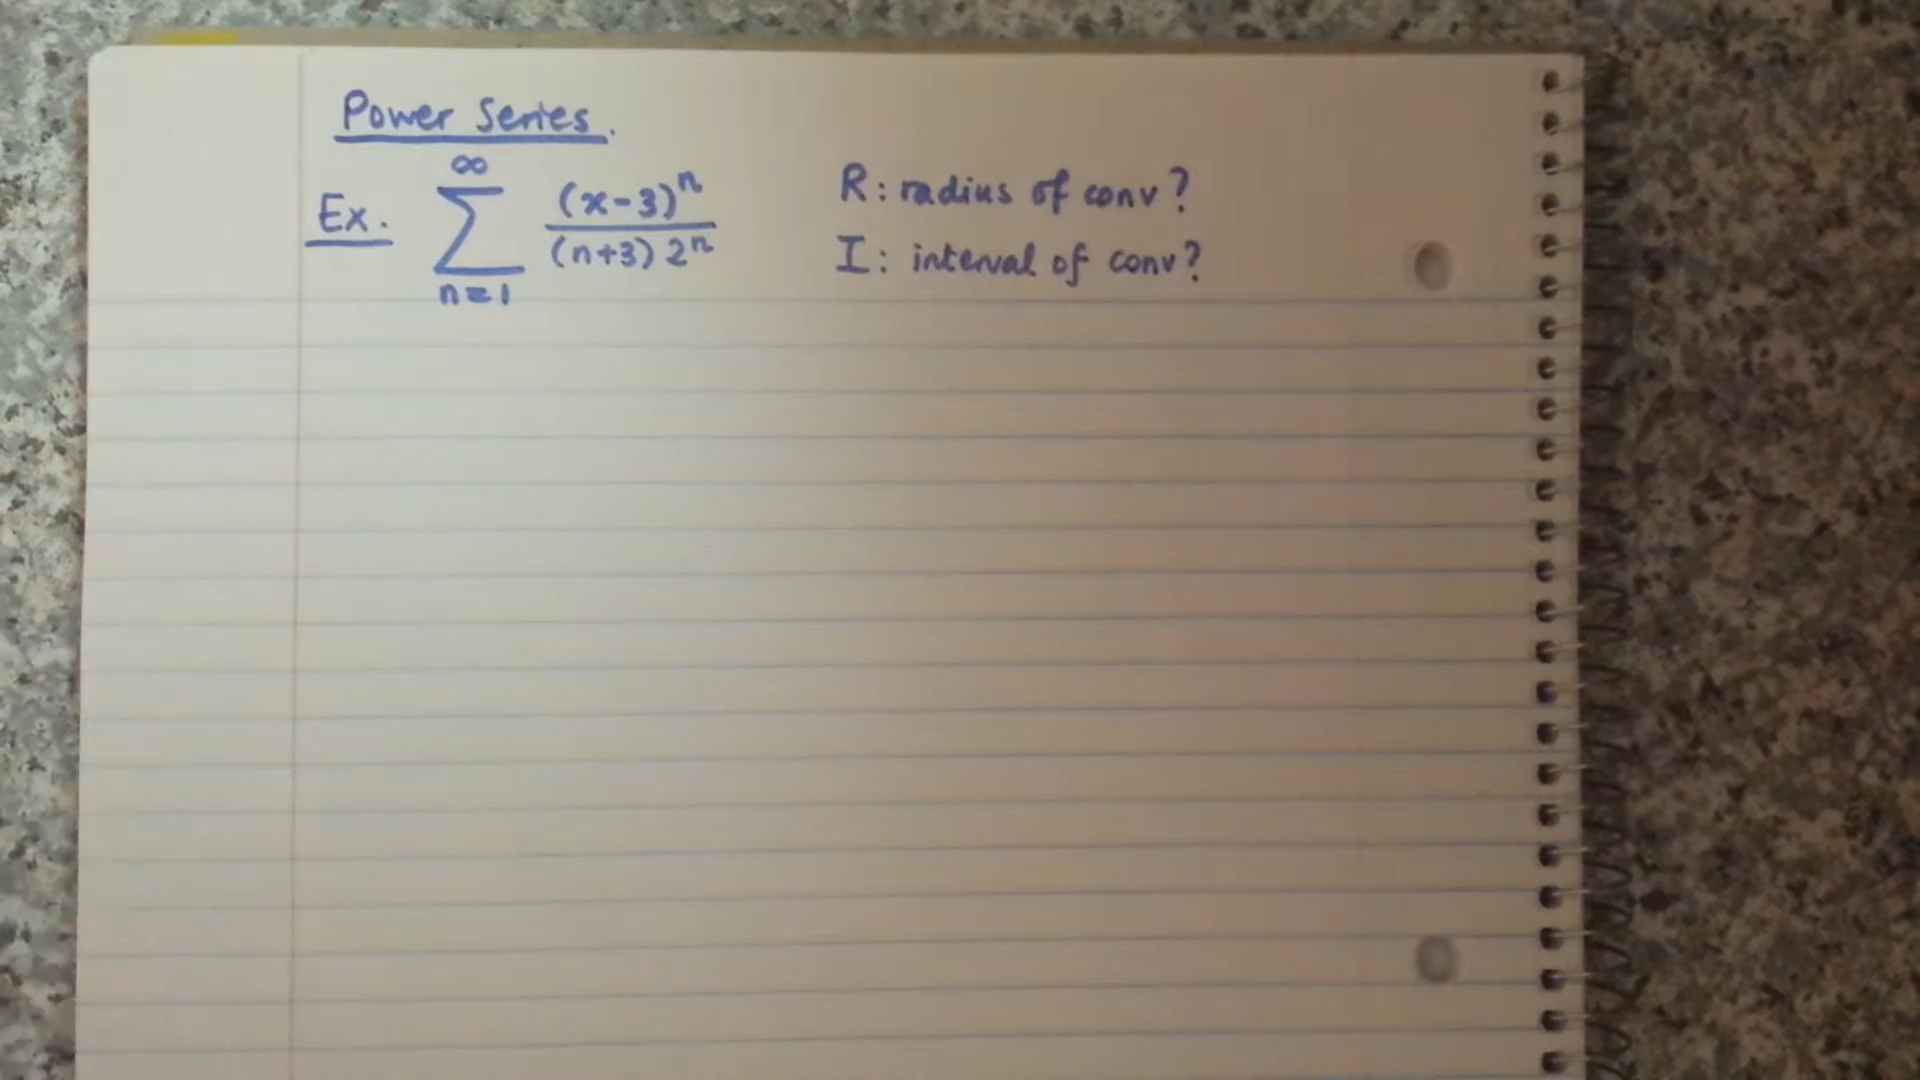 Power Series.
Ex. ∞ ∑ n=1 (x-3)^n / (n+3) 2^n
R: radius of conv?
I: interval of conv?